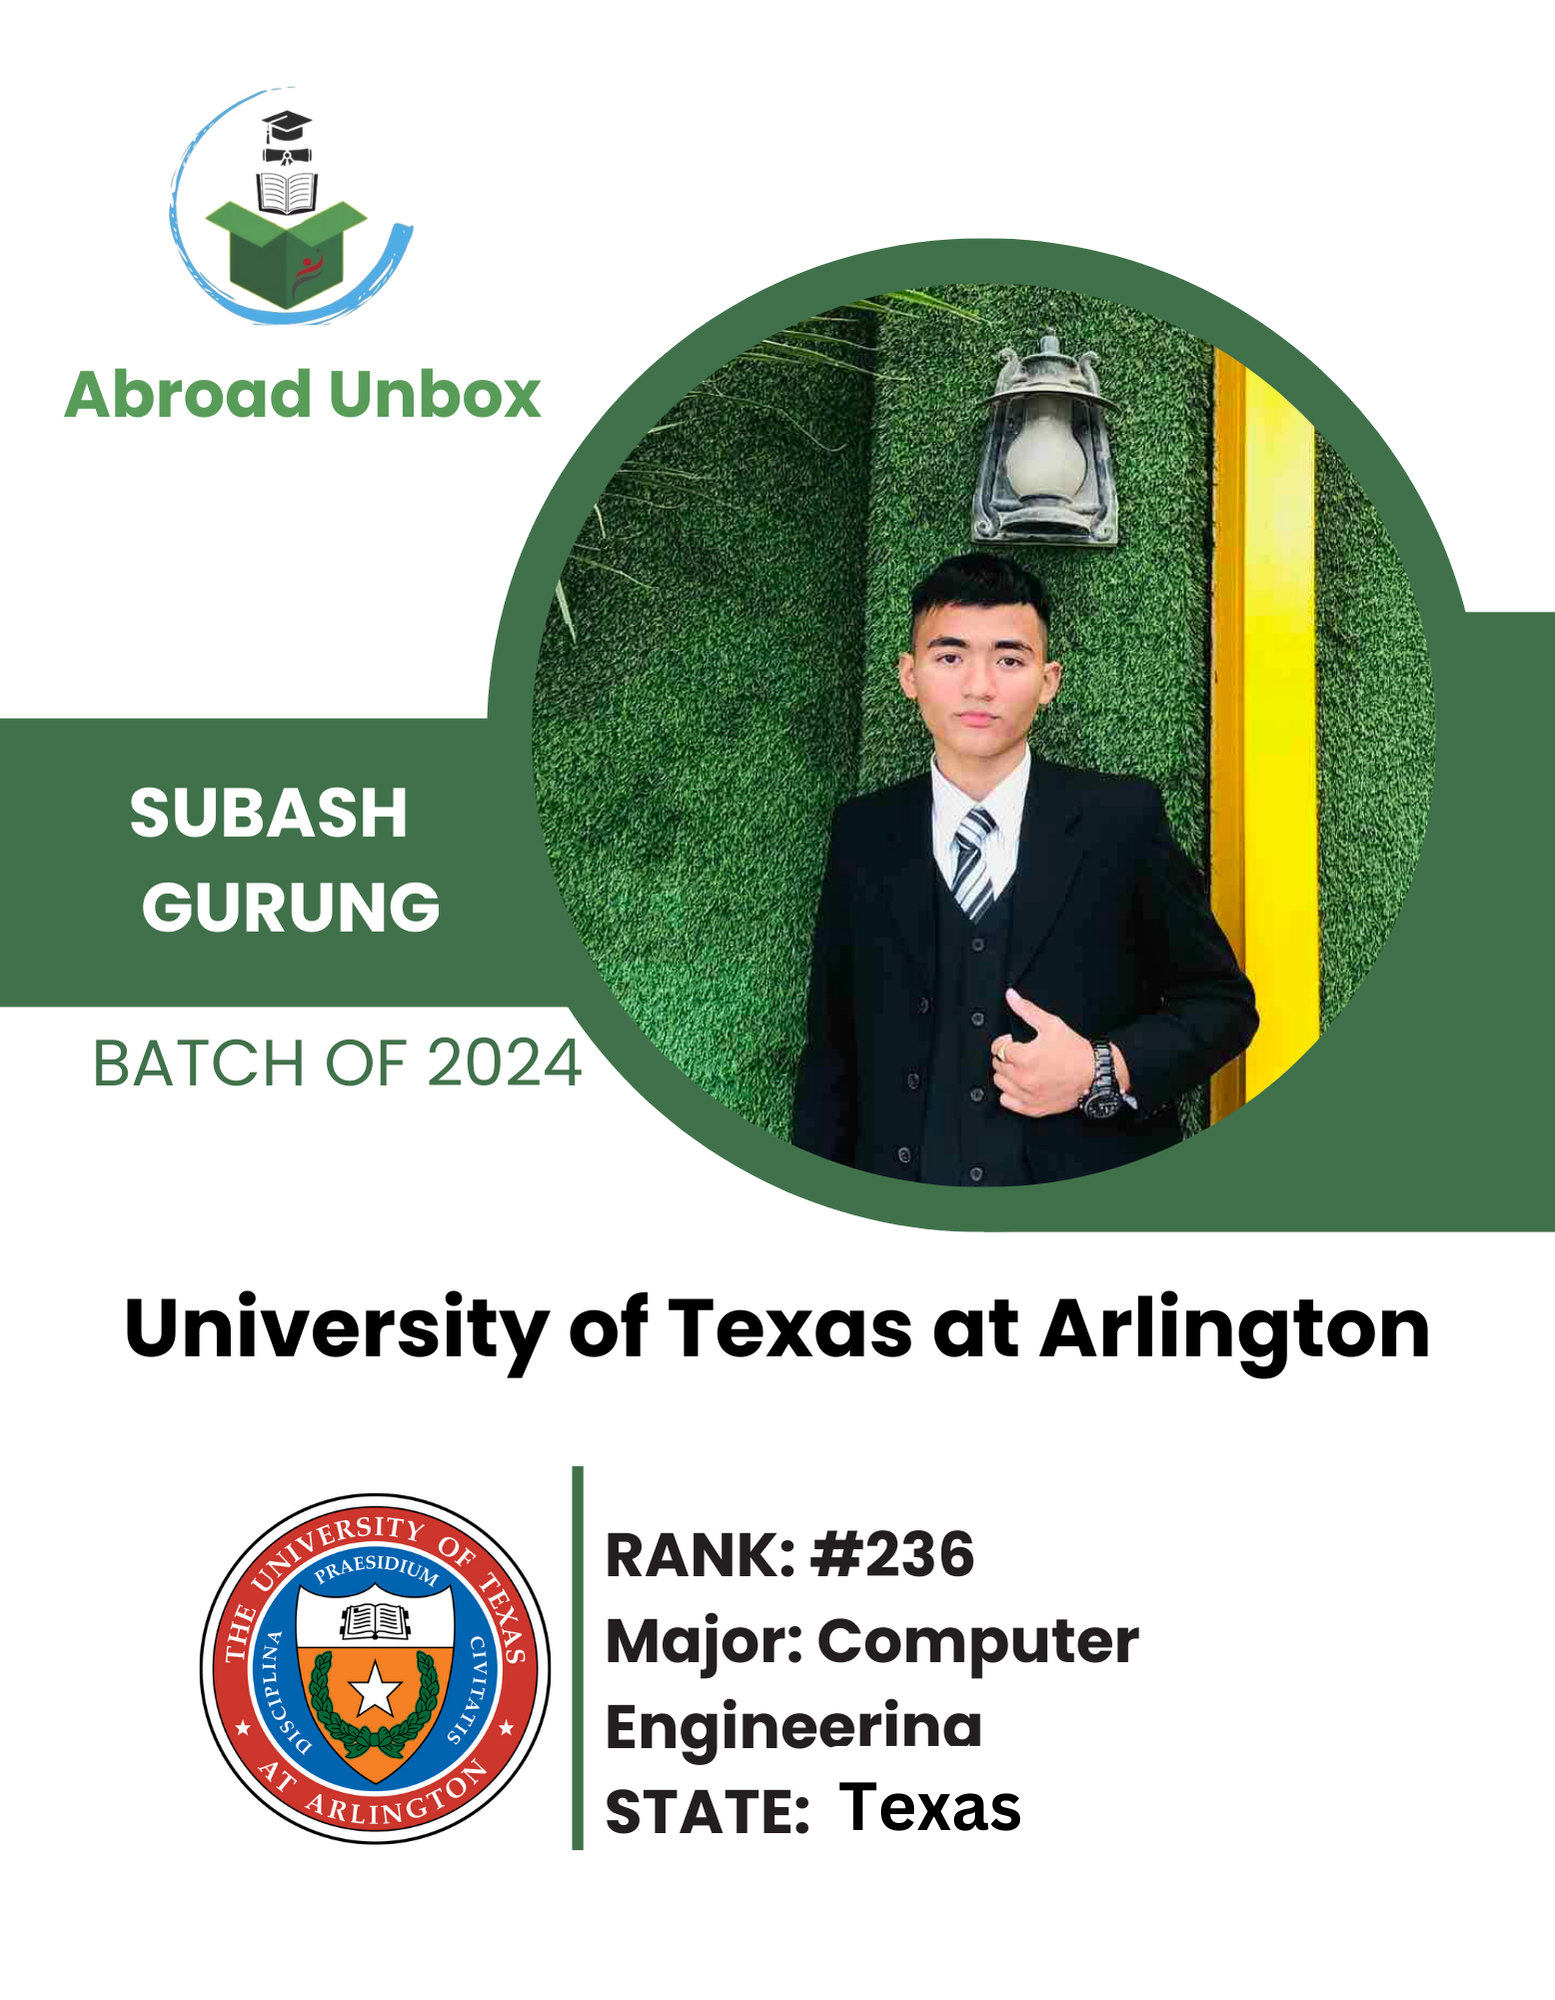 Abroad Unbox
SUBASH
GURUNG
BATCH OF 2024
University of Texas at Arlington
THE UNIVERSITY OF TEXAS
AT ARLINGTON
PRAESIDIUM
DISCIPLINA
CIVITATIS
RANK: #236
Major: Computer
Engineering
STATE: Texas